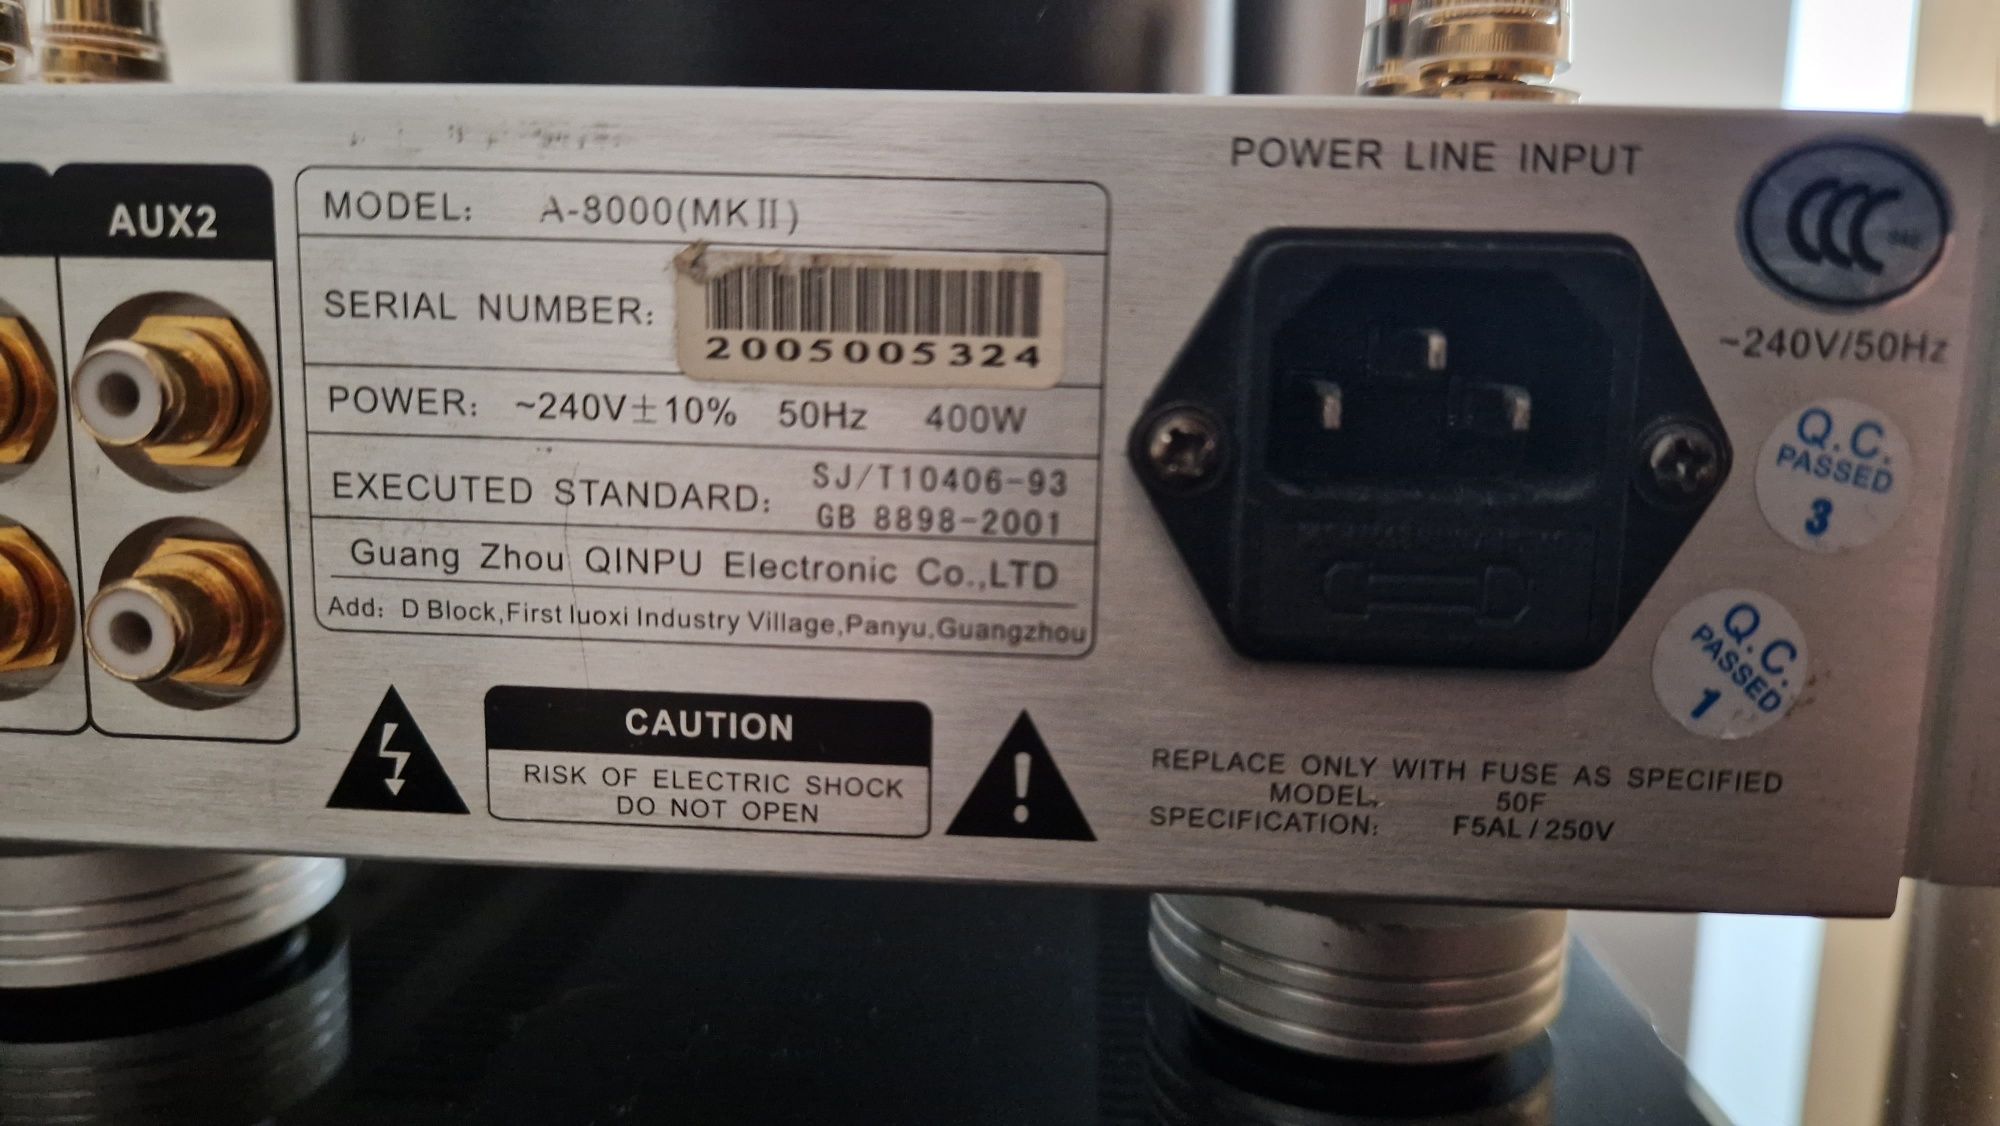 AUX2
MODEL: A-8000(MKⅡ)
SERIAL NUMBER:
2005005324
POWER: ~240V±10% 50Hz 400W
EXECUTED STANDARD: SJ/T10406-93
GB 8898-2001
Guang Zhou QINPU Electronic Co.,LTD
Add: D Block,First luoxi Industry Village,Panyu,Guangzhou
CAUTION
RISK OF ELECTRIC SHOCK
DO NOT OPEN
POWER LINE INPUT
CCC
~240V/50Hz
Q.C.
PASSED
3
Q.C.
PASSED
1
REPLACE ONLY WITH FUSE AS SPECIFIED
MODEL: 50F
SPECIFICATION: F5AL/250V